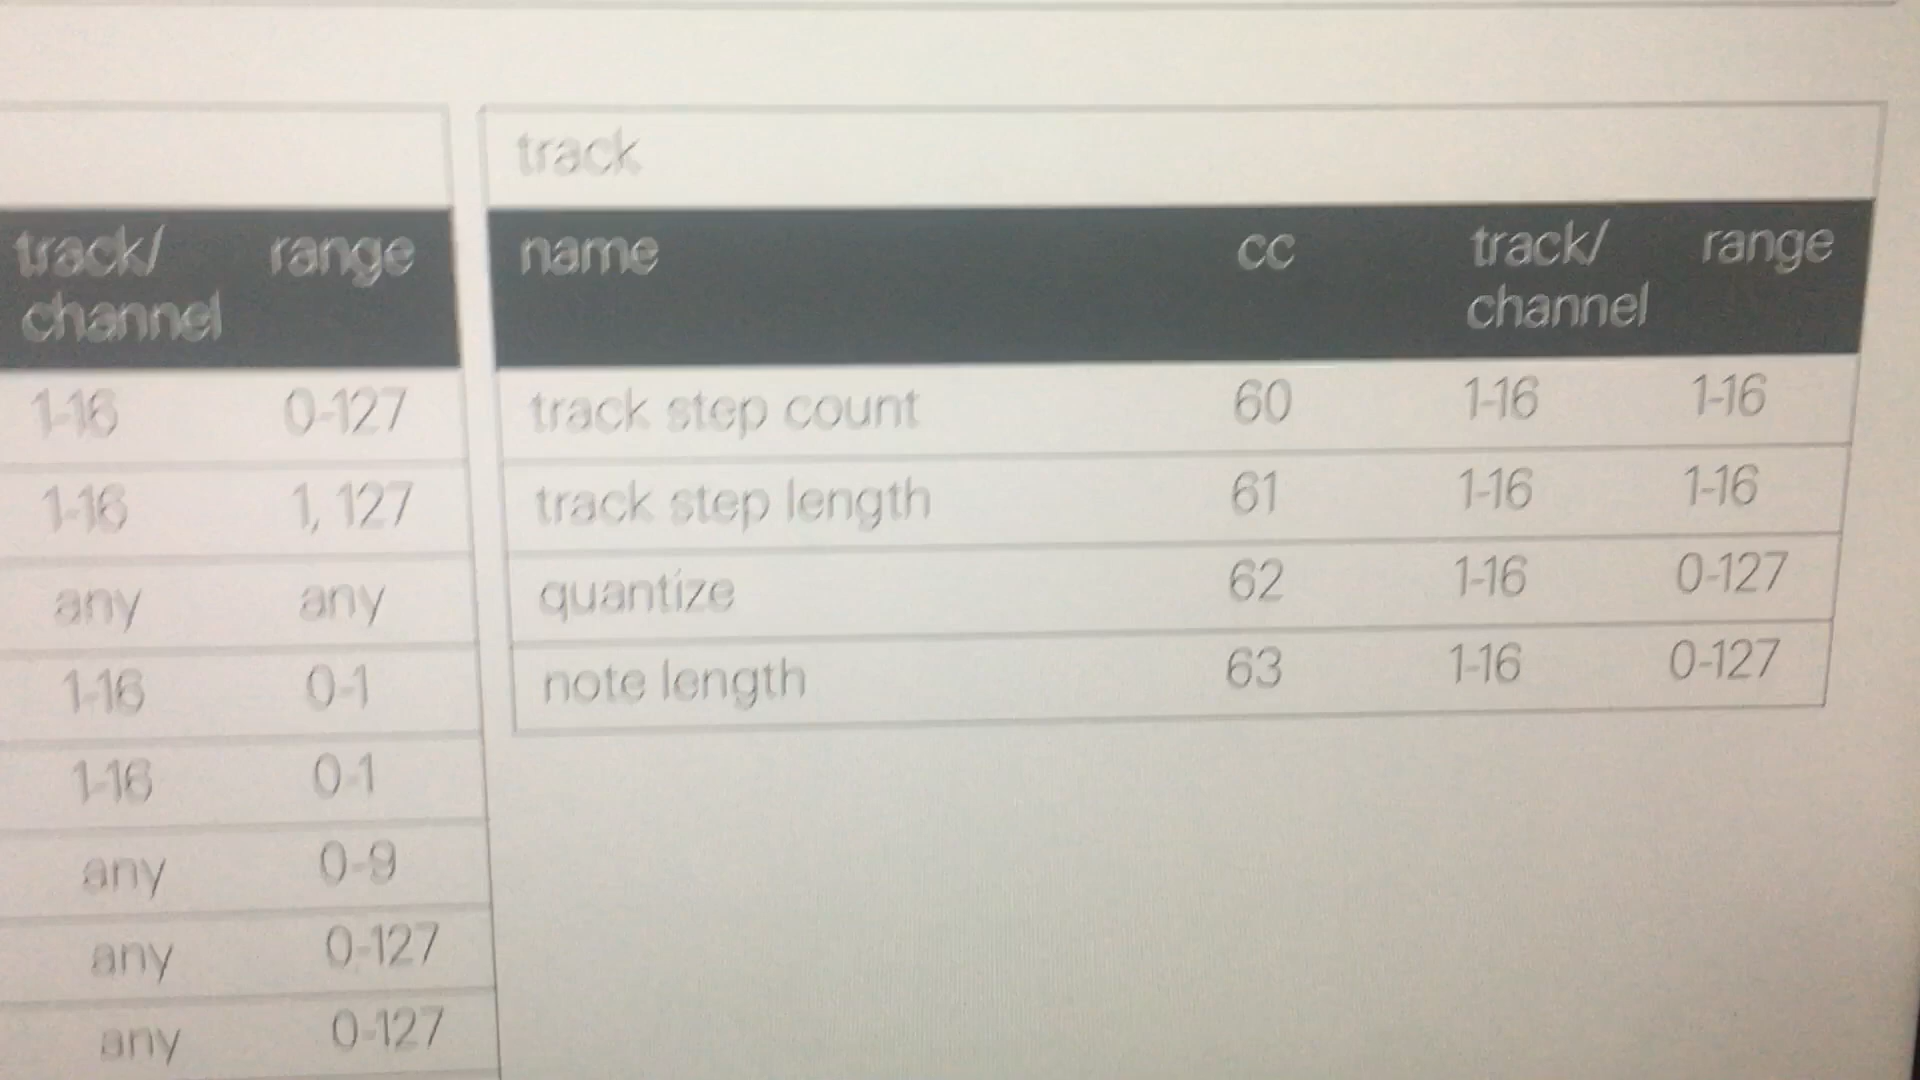 track/ range
channel
1-16 0-127
1-16 1, 127
any any
1-16 0-1
1-16 0-1
any 0-9
any 0-127
any 0-127
track
name cc track/ range
channel
track step count 60 1-16 1-16
track step length 61 1-16 1-16
quantize 62 1-16 0-127
note length 63 1-16 0-127